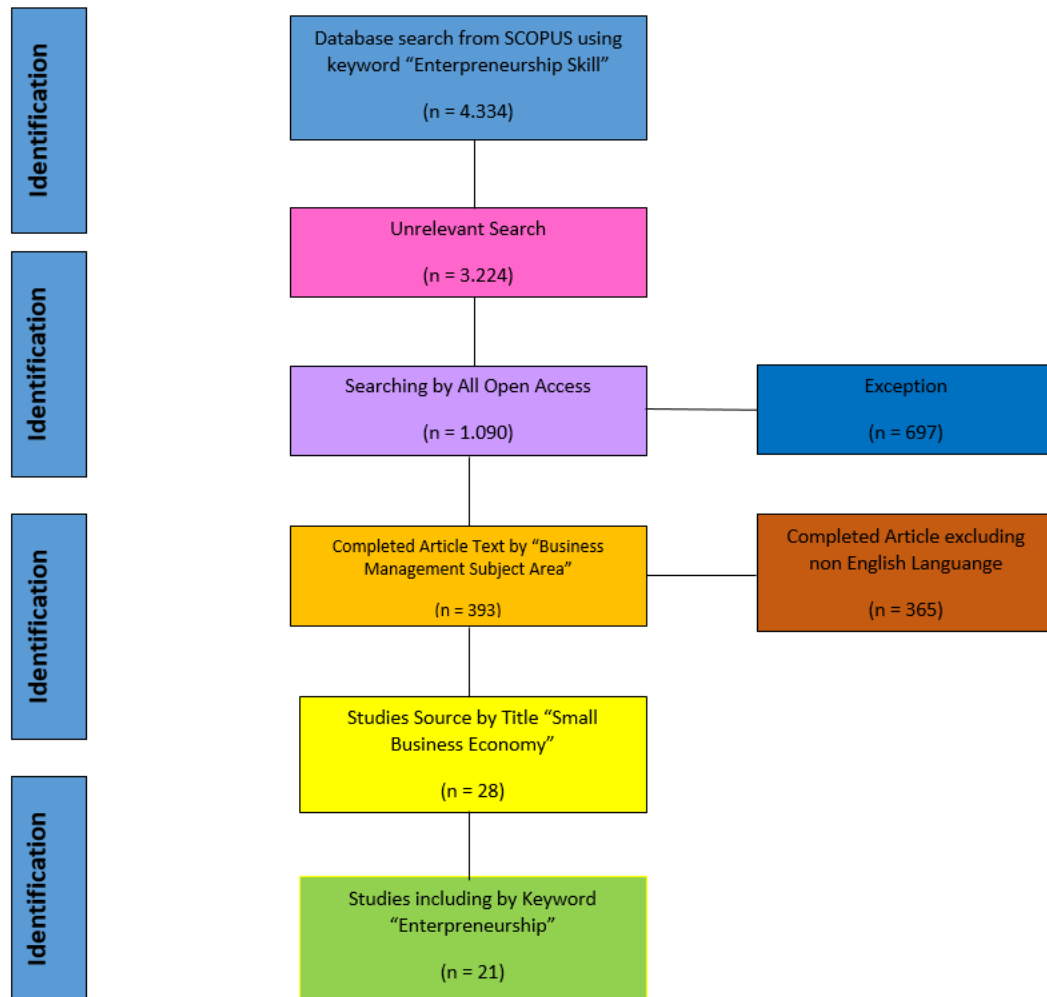 Identification
Database search from SCOPUS using
keyword “Enterpreneurship Skill”
(n = 4.334)
Unrelevant Search
(n = 3.224)
Identification
Searching by All Open Access
(n = 1.090)
Exception
(n = 697)
Identification
Completed Article Text by “Business
Management Subject Area”
(n = 393)
Completed Article excluding
non English Languange
(n = 365)
Studies Source by Title “Small
Business Economy”
(n = 28)
Identification
Studies including by Keyword
“Enterpreneurship”
(n = 21)